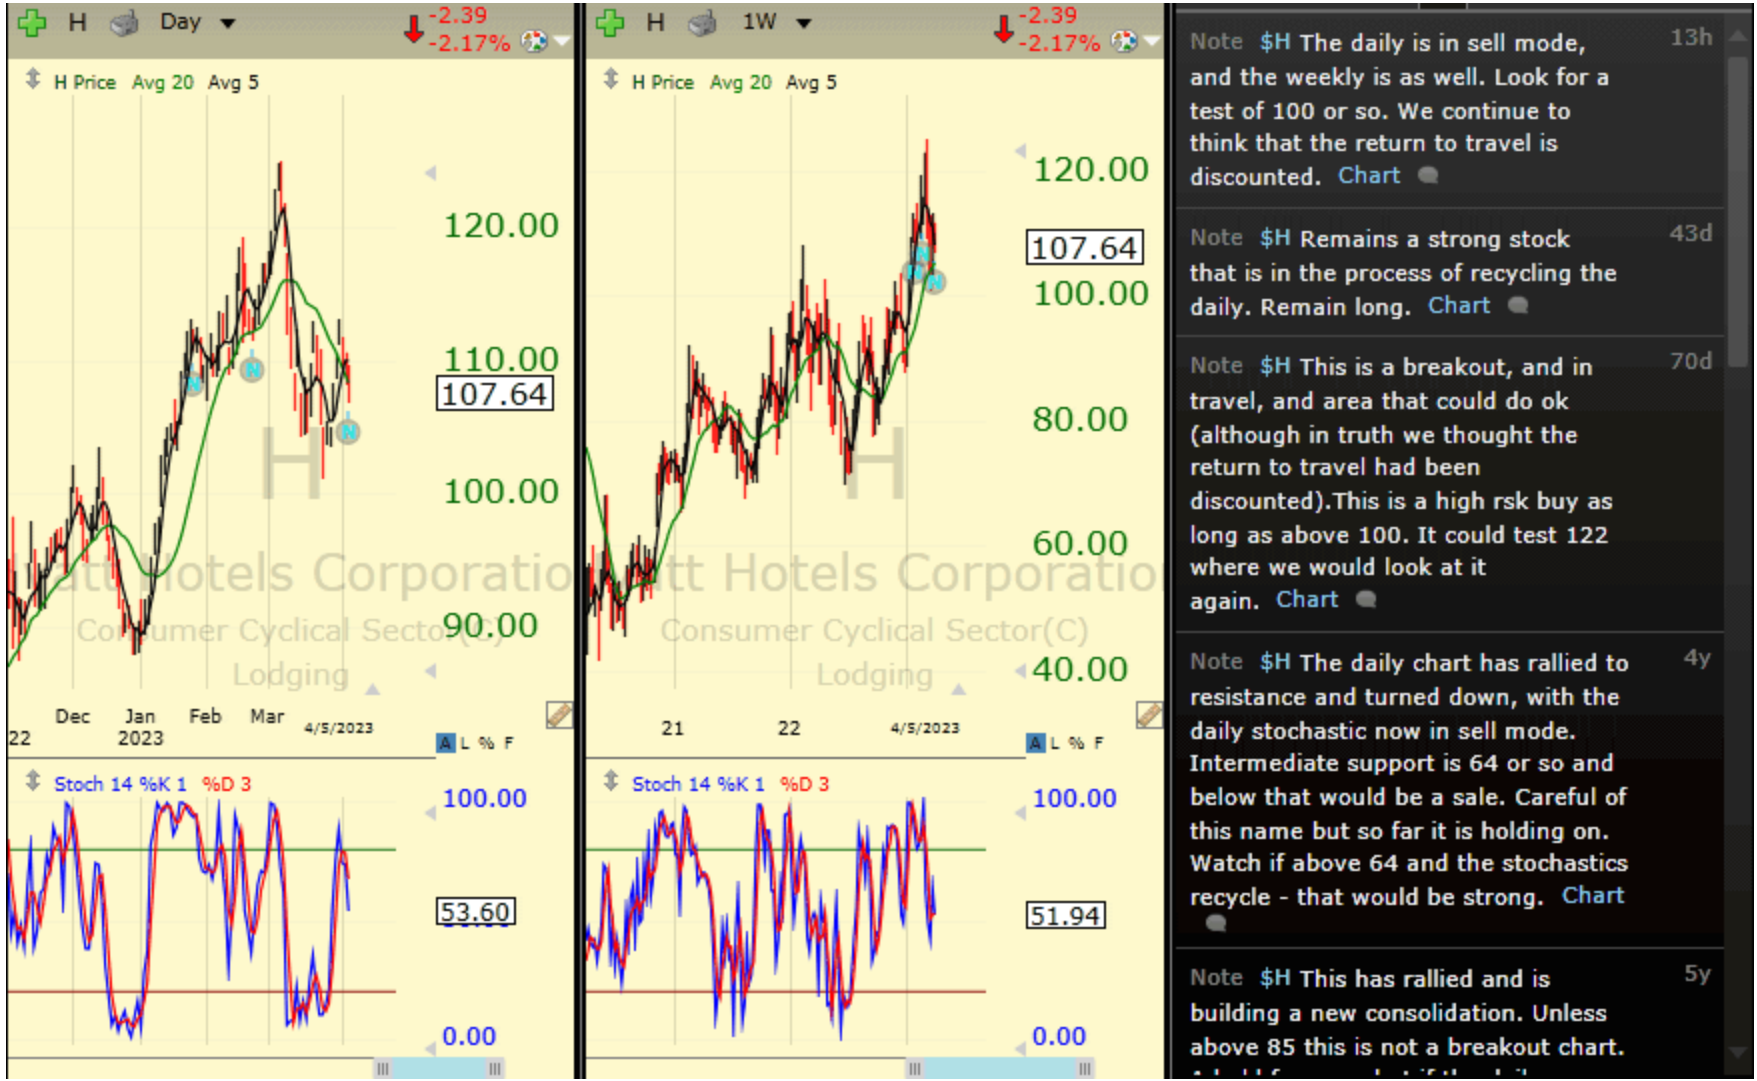 H Day
-2.39
-2.17%
H Price Avg 20 Avg 5
120.00
110.00
107.64
H
100.00
att Hotels Corporatio
90.00
Consumer Cyclical Sector(C)
Lodging
Dec Jan Feb Mar
22 2023 4/5/2023
A L % F
Stoch 14 %K 1 %D 3
100.00
53.60
0.00
N
N
N
H 1W
-2.39
-2.17%
H Price Avg 20 Avg 5
120.00
107.64
100.00
80.00
H
60.00
att Hotels Corporation
Consumer Cyclical Sector(C)
40.00
Lodging
21 22 4/5/2023
A L % F
Stoch 14 %K 1 %D 3
100.00
51.94
0.00
N
N
N
Note $H The daily is in sell mode, 13h
and the weekly is as well. Look for a
test of 100 or so. We continue to
think that the return to travel is
discounted. Chart
Note $H Remains a strong stock 43d
that is in the process of recycling the
daily. Remain long. Chart
Note $H This is a breakout, and in 70d
travel, and area that could do ok
(although in truth we thought the
return to travel had been
discounted).This is a high rsk buy as
long as above 100. It could test 122
where we would look at it
again. Chart
Note $H The daily chart has rallied to 4y
resistance and turned down, with the
daily stochastic now in sell mode.
Intermediate support is 64 or so and
below that would be a sale. Careful of
this name but so far it is holding on.
Watch if above 64 and the stochastics
recycle - that would be strong. Chart
Note $H This has rallied and is 5y
building a new consolidation. Unless
above 85 this is not a breakout chart.